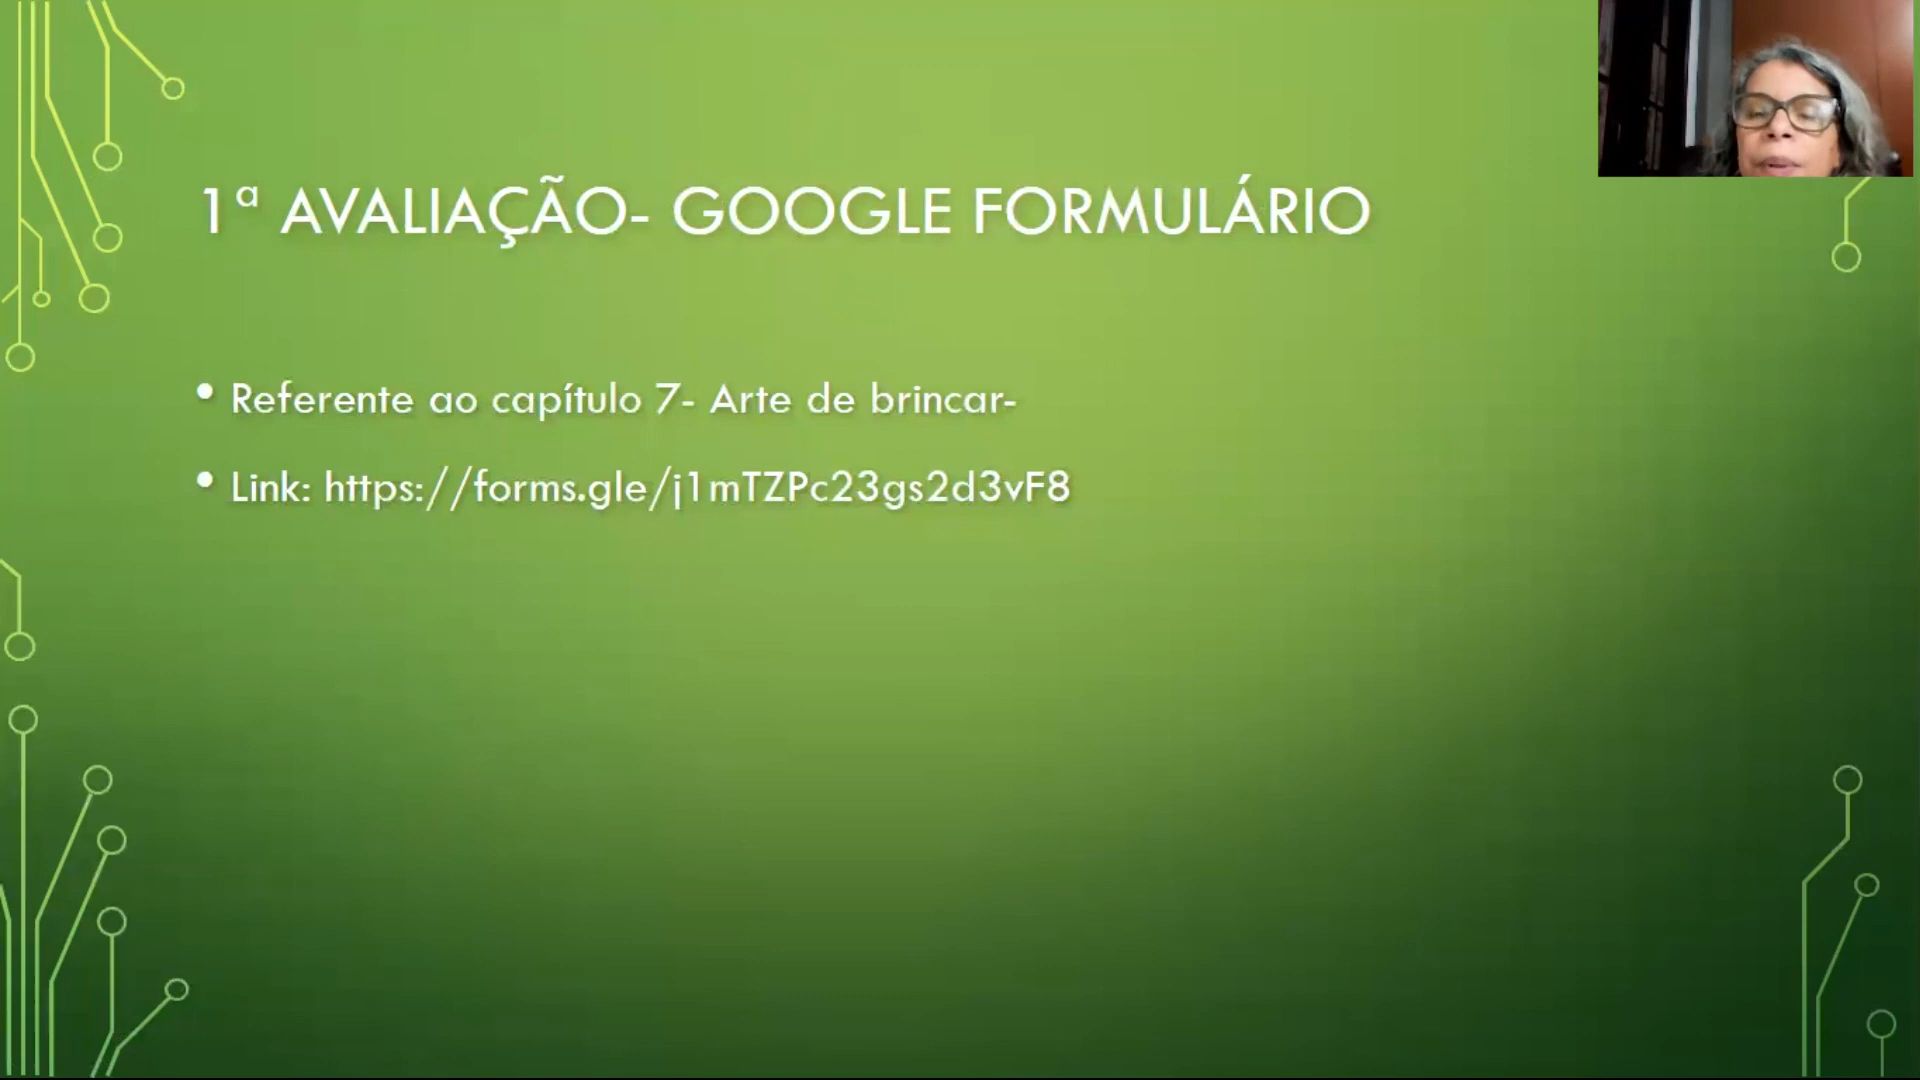 1ª AVALIAÇÃO- GOOGLE FORMULÁRIO
• Referente ao capítulo 7- Arte de brincar-
• Link: https://forms.gle/j1mTZPc23gs2d3vF8